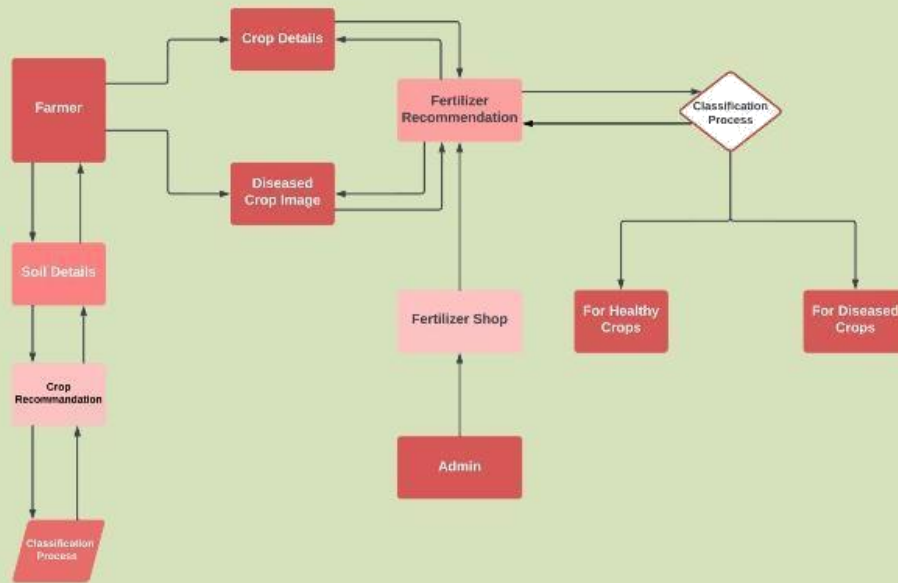 Crop Details
Farmer
Fertilizer
Recommendation
Classification
Process
Diseased
Crop Image
Soil Details
Fertilizer Shop
For Healthy
Crops
For Diseased
Crops
Crop
Recommandation
Admin
Classification
Process